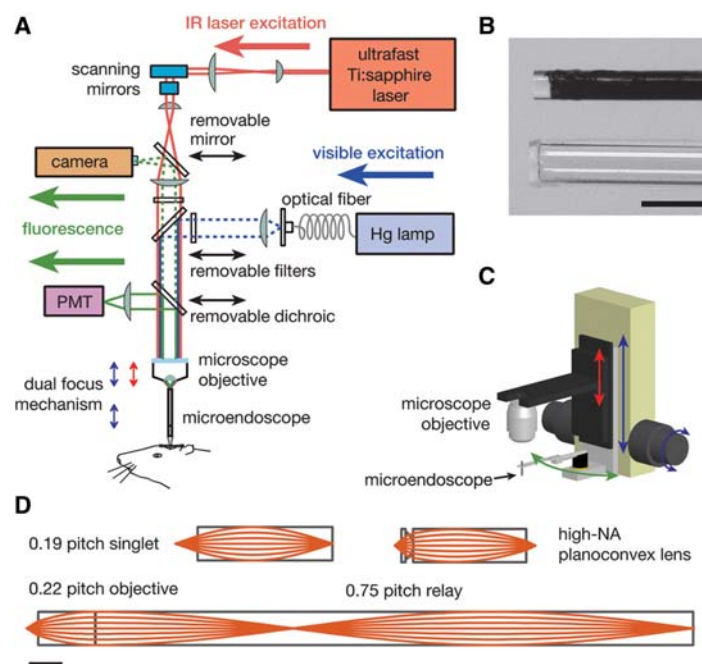 A
IR laser excitation
scanning
mirrors
ultrafast
Ti:sapphire
laser
removable
mirror
camera
visible excitation
optical fiber
fluorescence
Hg lamp
removable filters
PMT
removable dichroic
dual focus
mechanism
microscope
objective
microendoscope
B
C
microscope
objective
microendoscope
D
0.19 pitch singlet
high-NA
planoconvex lens
0.22 pitch objective
0.75 pitch relay